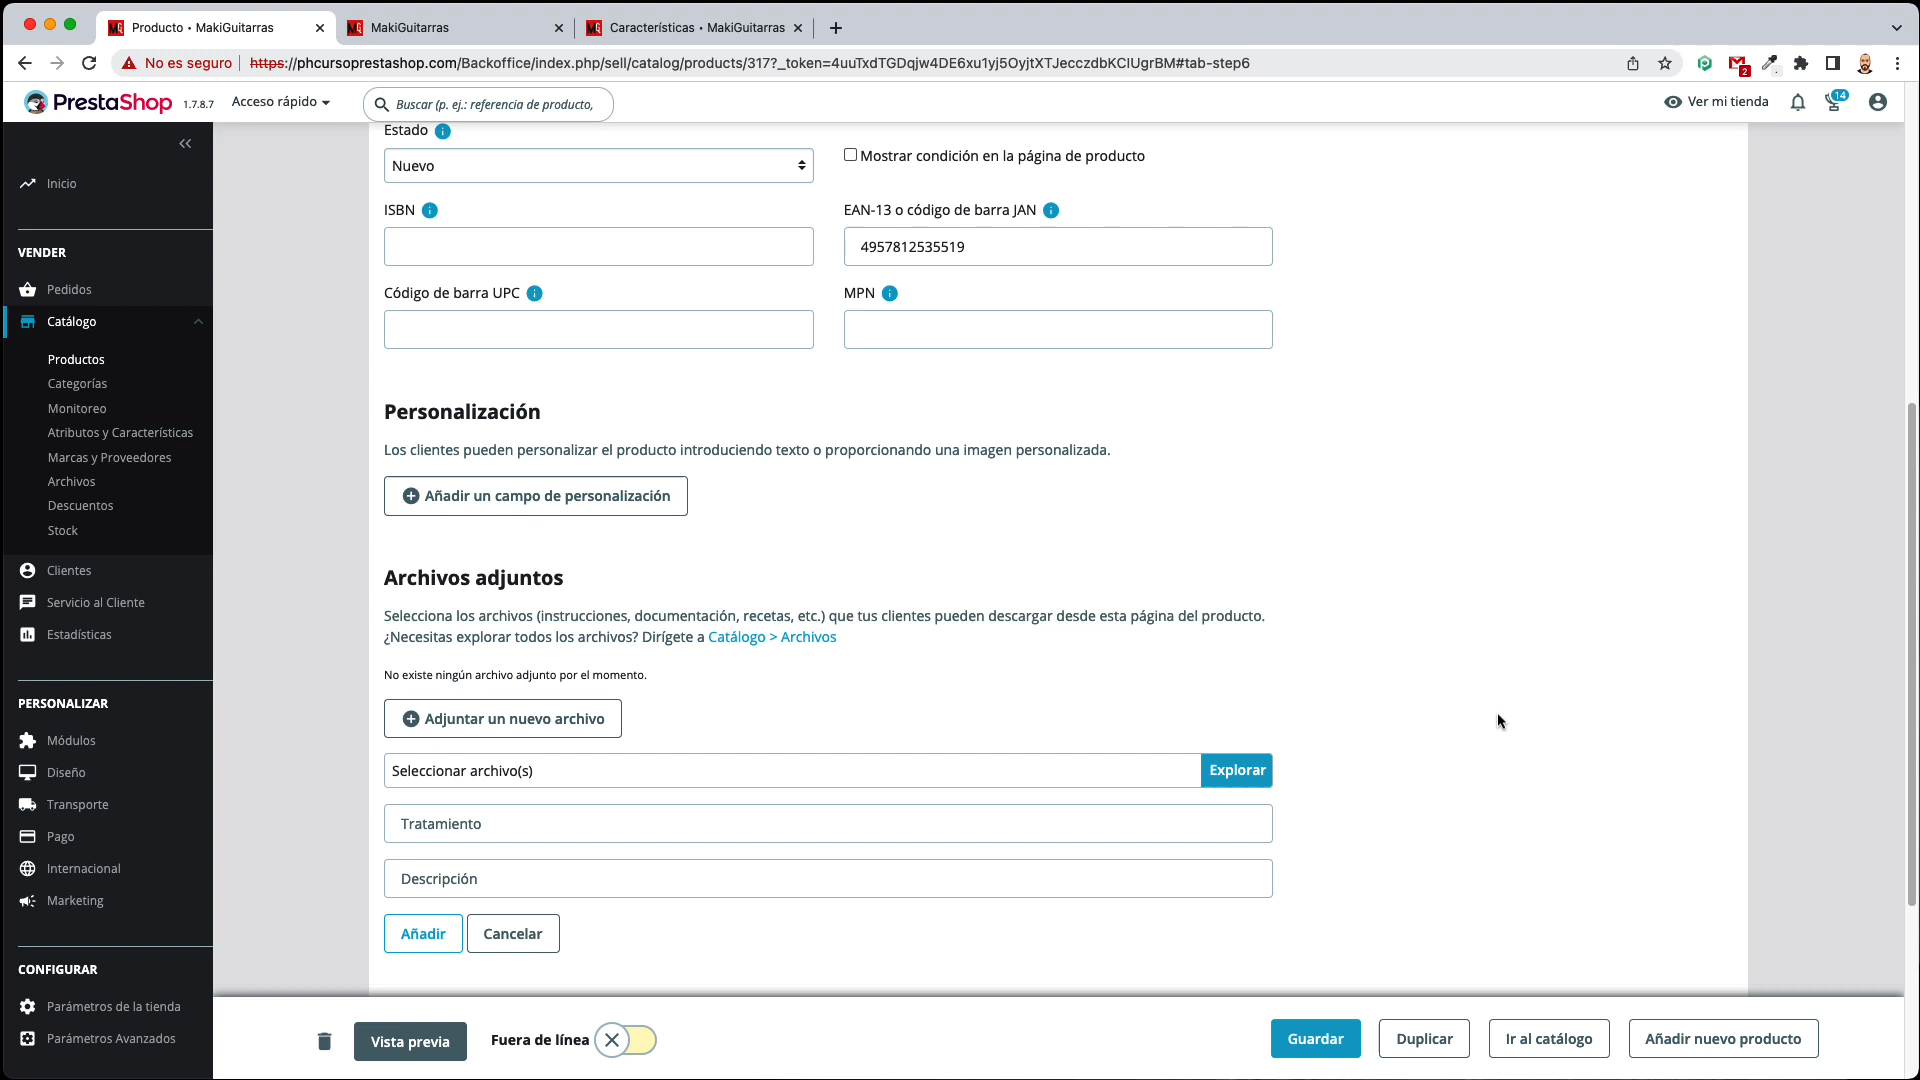 Producto • MakiGuitarras
MakiGuitarras
Características • MakiGuitarras
No es seguro
https://phcursoprestashop.com/Backoffice/index.php/sell/catalog/products/317?_token=4uuTxdTGDqjw4DE6xu1yj5OyjtXTJecczdbKCIUgrBM#tab-step6
2
PrestaShop
1.7.8.7
Acceso rápido
Buscar (p. ej.: referencia de producto,
Ver mi tienda
14
Inicio
VENDER
Pedidos
Catálogo
Productos
Categorías
Monitoreo
Atributos y Características
Marcas y Proveedores
Archivos
Descuentos
Stock
Clientes
Servicio al Cliente
Estadísticas
PERSONALIZAR
Módulos
Diseño
Transporte
Pago
Internacional
Marketing
CONFIGURAR
Parámetros de la tienda
Parámetros Avanzados
Estado
Nuevo
Mostrar condición en la página de producto
ISBN
EAN-13 o código de barra JAN
4957812535519
Código de barra UPC
MPN
Personalización
Los clientes pueden personalizar el producto introduciendo texto o proporcionando una imagen personalizada.
Añadir un campo de personalización
Archivos adjuntos
Selecciona los archivos (instrucciones, documentación, recetas, etc.) que tus clientes pueden descargar desde esta página del producto.
¿Necesitas explorar todos los archivos? Dirígete a Catálogo > Archivos
No existe ningún archivo adjunto por el momento.
Adjuntar un nuevo archivo
Seleccionar archivo(s)
Explorar
Tratamiento
Descripción
Añadir
Cancelar
Vista previa
Fuera de línea
Guardar
Duplicar
Ir al catálogo
Añadir nuevo producto